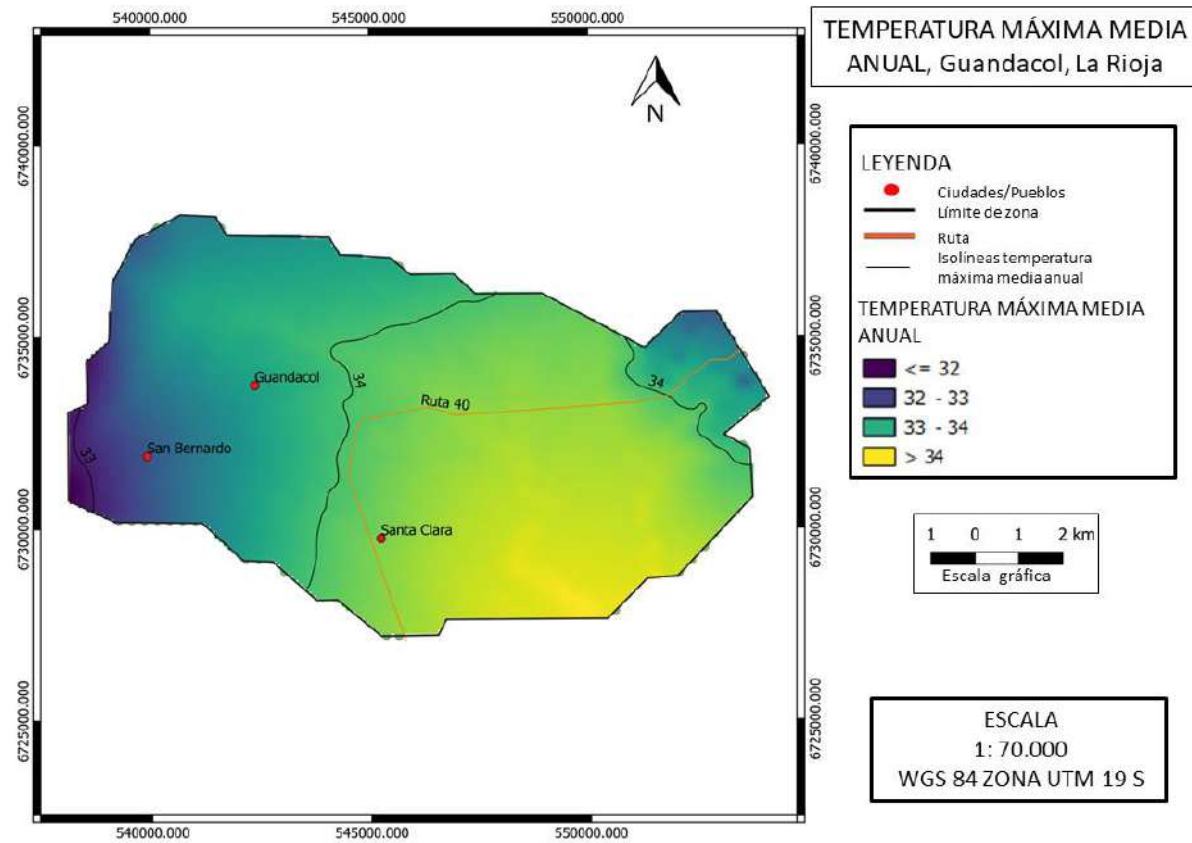 TEMPERATURA MÁXIMA MEDIA
ANUAL, Guandacol, La Rioja
540000.000
545000.000
550000.000
6740000.000
6735000.000
6730000.000
6725000.000
6740000.000
6735000.000
6730000.000
6725000.000
540000.000
545000.000
550000.000
N
34
34
33
Guandacol
Ruta 40
San Bernardo
Santa Clara
LEYENDA
Ciudades/Pueblos
Límite de zona
Ruta
Isolíneas temperatura
máxima media anual
TEMPERATURA MÁXIMA MEDIA
ANUAL
<= 32
32 - 33
33 - 34
> 34
1 0 1 2 km
Escala gráfica
ESCALA
1: 70.000
WGS 84 ZONA UTM 19 S